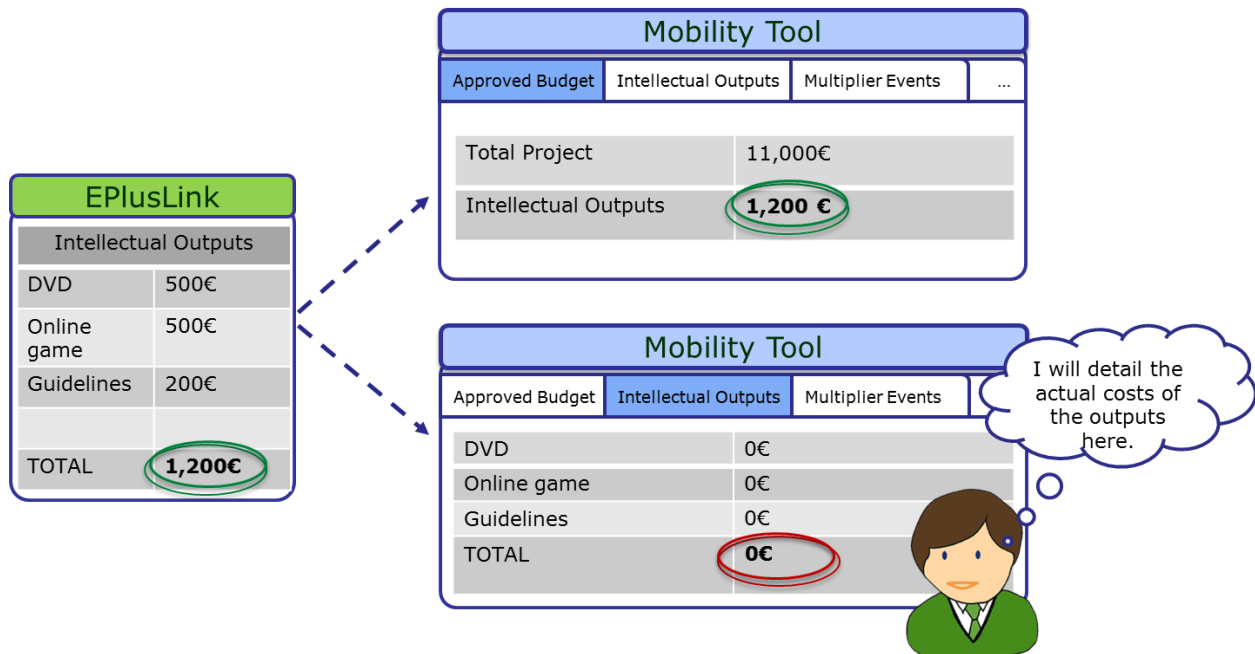 Mobility Tool
Approved Budget Intellectual Outputs Multiplier Events ...
Total Project 11,000€
Intellectual Outputs 1,200 €
EPlusLink
Intellectual Outputs
DVD 500€
Online 500€
game
Guidelines 200€
TOTAL 1,200€
Mobility Tool
Approved Budget Intellectual Outputs Multiplier Events
DVD 0€
Online game 0€
Guidelines 0€
TOTAL 0€
I will detail the
actual costs of
the outputs
here.